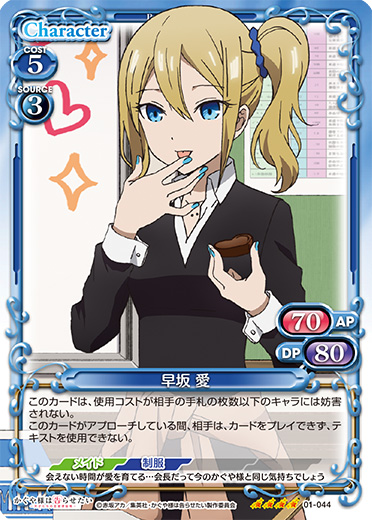 Character
COST
5
SOURCE
3
70 AP
DP 80
早坂 愛
このカードは、使用コストが相手の手札の枚数以下のキャラには妨害
されない。
このカードがアプローチしている間、相手は、カードをプレイできず、テ
キストを使用できない。
メイド 制服
会えない時間が愛を育てる…会長だって今のかぐや様と同じ気持ちでしょう
かぐや様は告らせたい
©赤坂アカ/集英社・かぐや様は告らせたい製作委員会
01-044